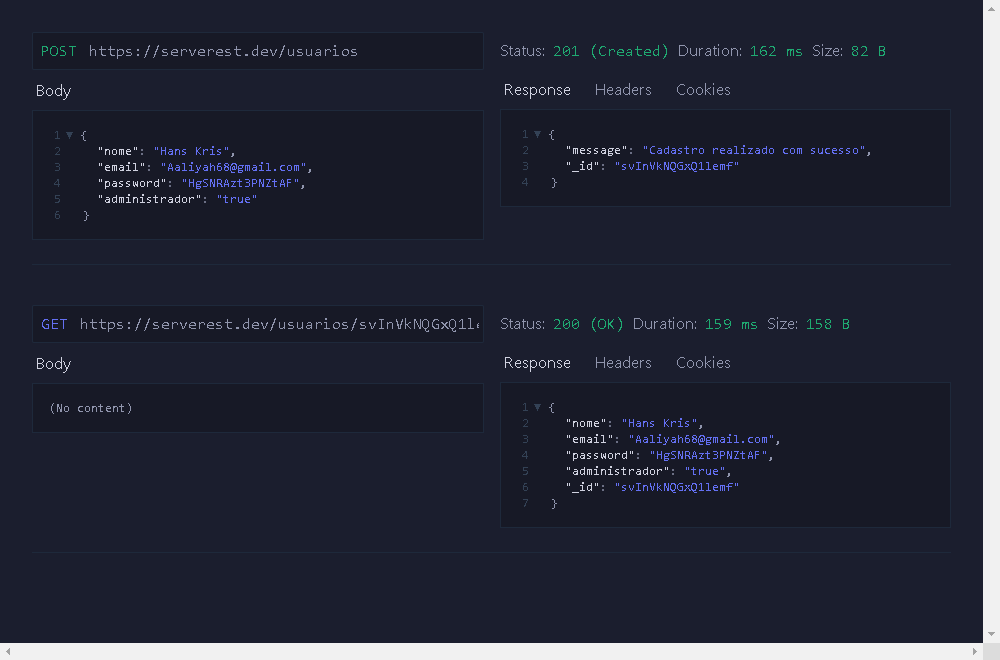 POST https://serverest.dev/usuarios
Status: 201 (Created) Duration: 162 ms Size: 82 B
Body
1 ▼ {
2 "nome": "Hans Kris",
3 "email": "Aaliyah68@gmail.com",
4 "password": "HgSNRAzt3PNZtAF",
5 "administrador": "true"
6 }
Response Headers Cookies
1 ▼ {
2 "message": "Cadastro realizado com sucesso",
3 "_id": "svInVkNQGxQ1lemf"
4 }
GET https://serverest.dev/usuarios/svInVkNQGxQ1le
Status: 200 (OK) Duration: 159 ms Size: 158 B
Body
(No content)
Response Headers Cookies
1 ▼ {
2 "nome": "Hans Kris",
3 "email": "Aaliyah68@gmail.com",
4 "password": "HgSNRAzt3PNZtAF",
5 "administrador": "true",
6 "_id": "svInVkNQGxQ1lemf"
7 }